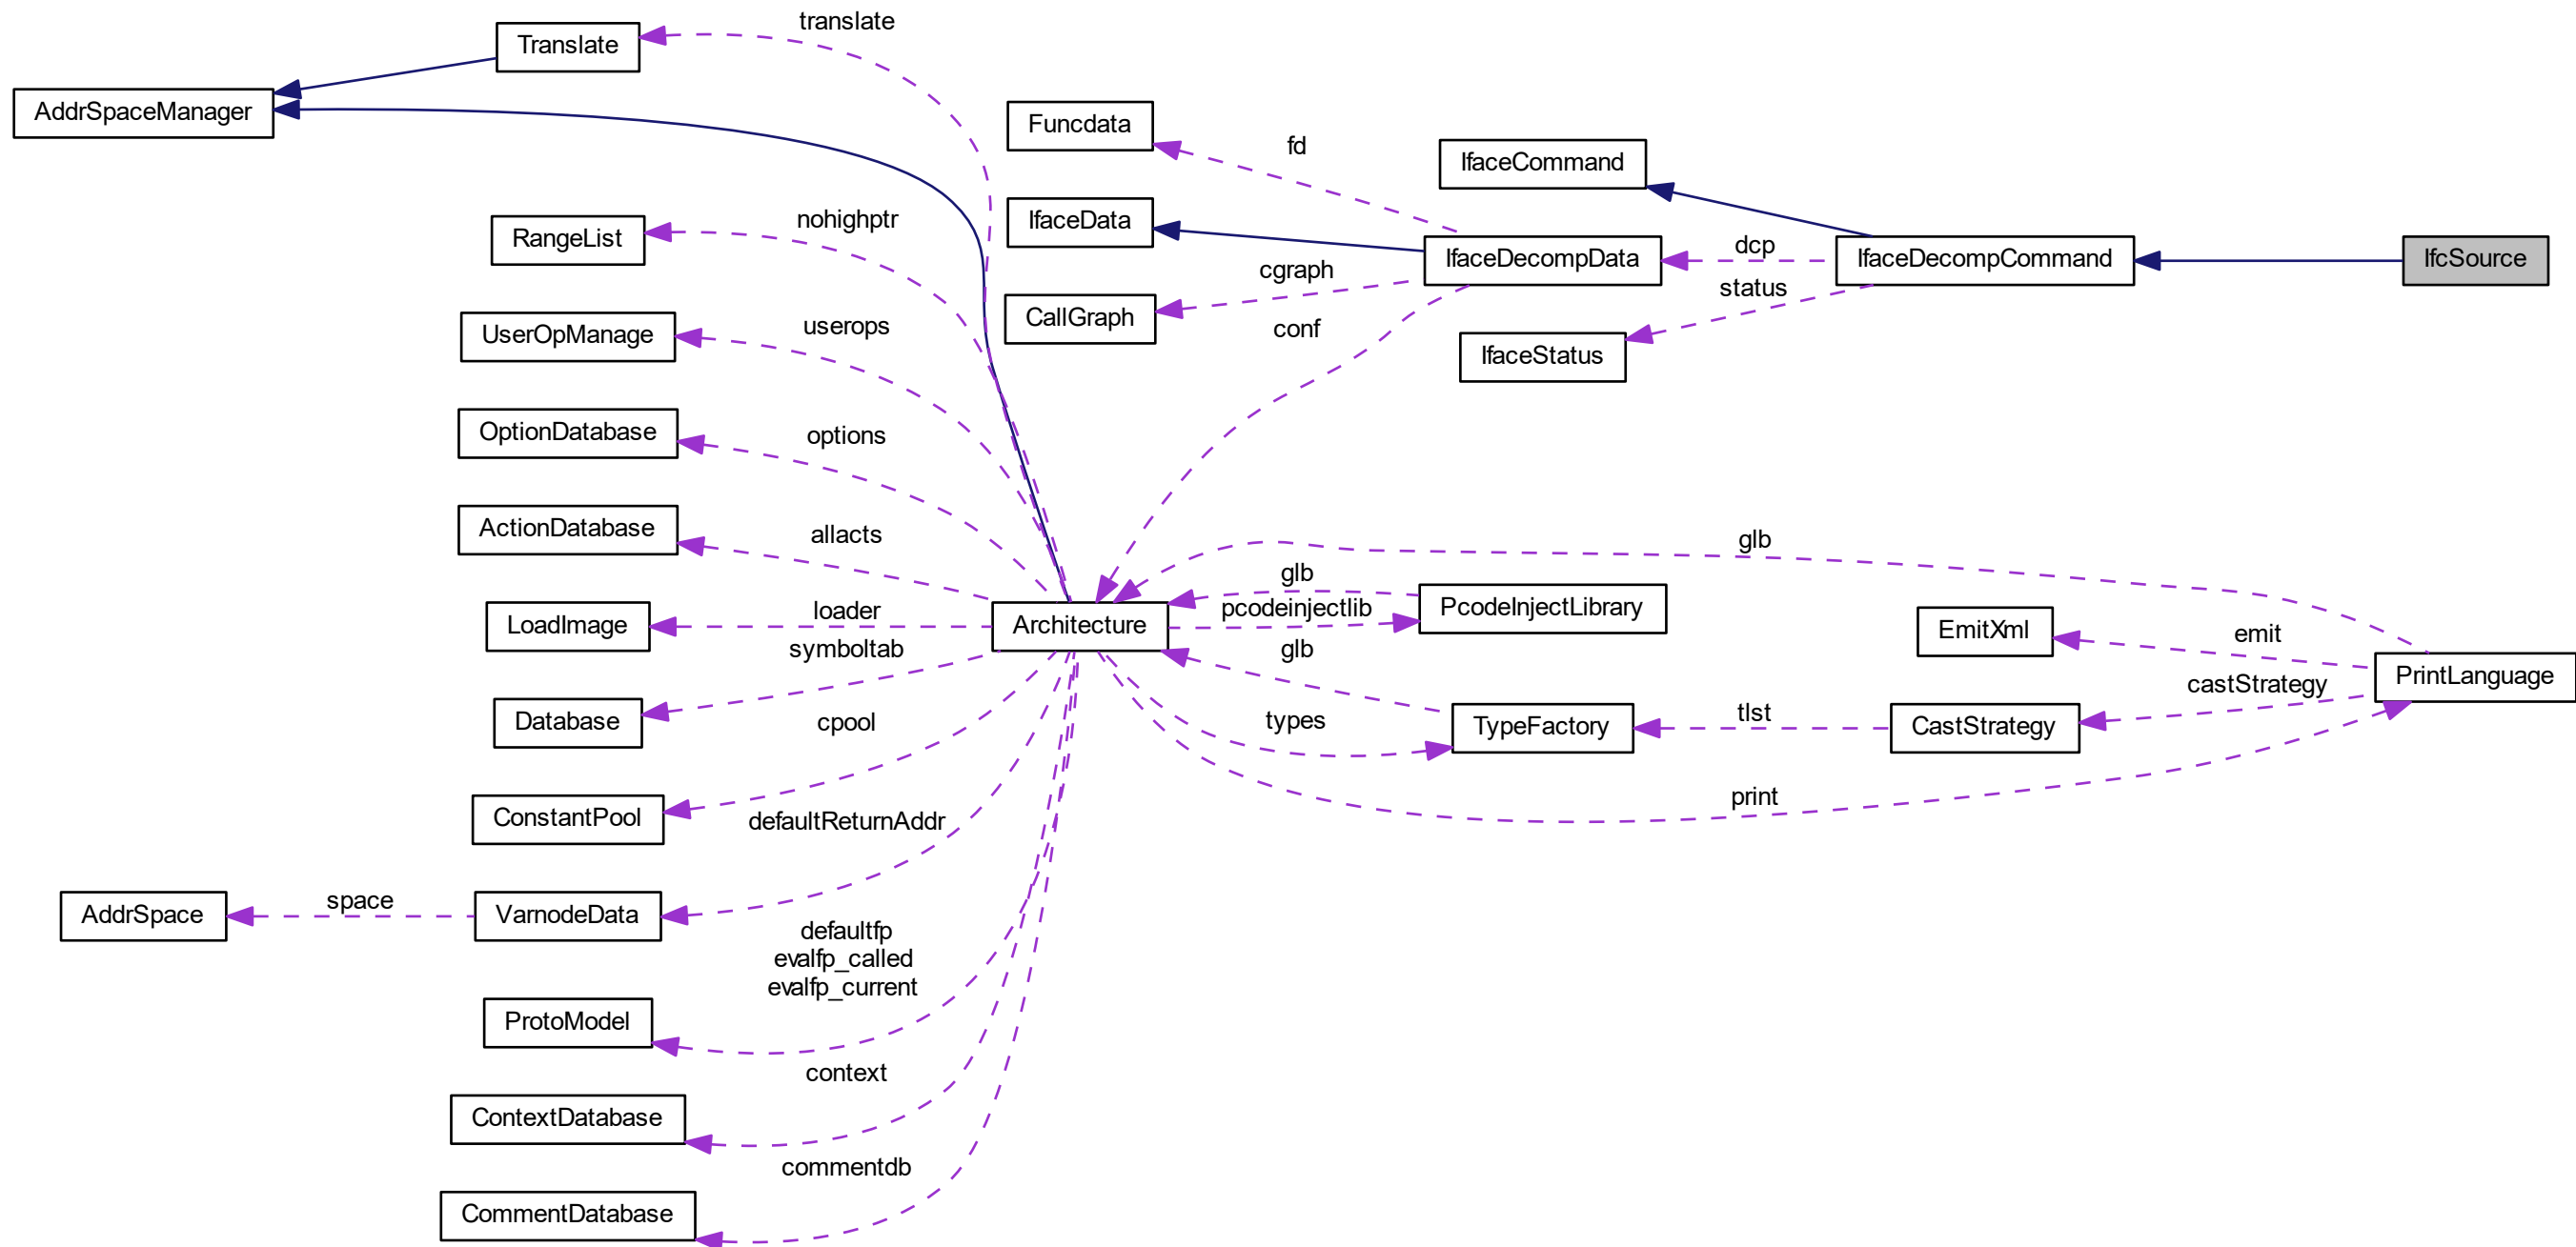 translate
Translate
AddrSpaceManager
Funcdata
fd
IfaceCommand
nohighptr
RangeList
IfaceData
cgraph
IfaceDecompData
dcp
IfaceDecompCommand
IfcSource
status
userops
UserOpManage
CallGraph
conf
IfaceStatus
options
OptionDatabase
allacts
ActionDatabase
glb
glb
loader
LoadImage
Architecture
pcodeinjectlib
PcodeInjectLibrary
EmitXml
emit
symboltab
glb
castStrategy
PrintLanguage
Database
cpool
types
TypeFactory
tlst
CastStrategy
print
ConstantPool
defaultReturnAddr
AddrSpace
space
VarnodeData
defaultfp
evalfp_called
evalfp_current
ProtoModel
context
ContextDatabase
commentdb
CommentDatabase